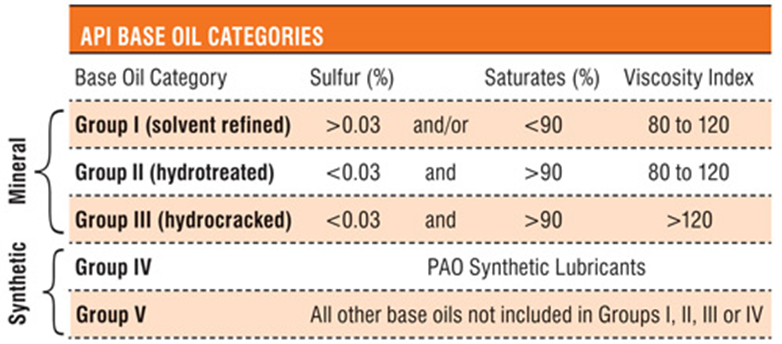 API BASE OIL CATEGORIES
Base Oil Category Sulfur (%) Saturates (%) Viscosity Index
Mineral
Group I (solvent refined) >0.03 and/or <90 80 to 120
Group II (hydrotreated) <0.03 and >90 80 to 120
Group III (hydrocracked) <0.03 and >90 >120
Synthetic
Group IV PAO Synthetic Lubricants
Group V All other base oils not included in Groups I, II, III or IV